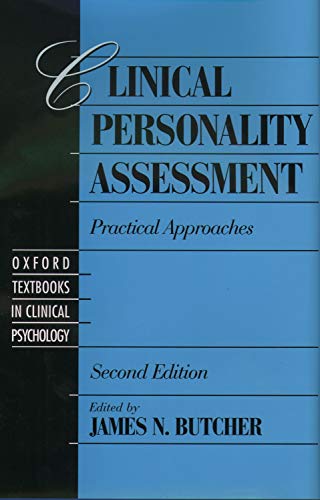 CLINICAL
PERSONALITY
ASSESSMENT
Practical Approaches
OXFORD
TEXTBOOKS
IN CLINICAL
PSYCHOLOGY
Second Edition
Edited by
JAMES N. BUTCHER